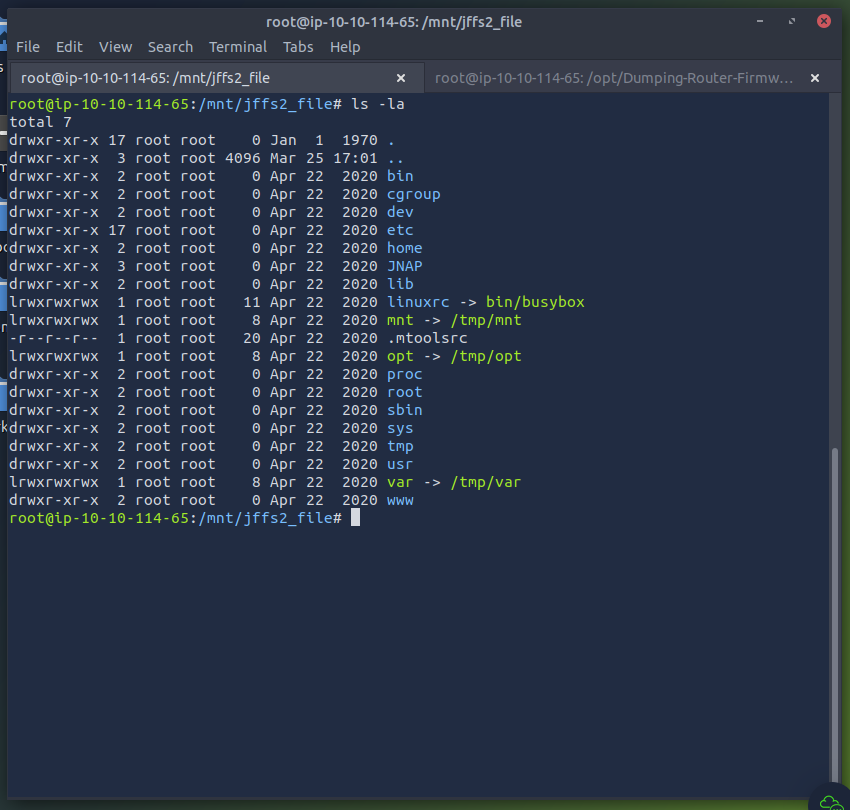 root@ip-10-10-114-65: /mnt/jffs2_file
File Edit View Search Terminal Tabs Help
root@ip-10-10-114-65: /mnt/jffs2_file × root@ip-10-10-114-65: /opt/Dumping-Router-Firmw... ×
root@ip-10-10-114-65:/mnt/jffs2_file# ls -la
total 7
drwxr-xr-x 17 root root    0 Jan  1  1970 .
drwxr-xr-x  3 root root 4096 Mar 25 17:01 ..
drwxr-xr-x  2 root root    0 Apr 22  2020 bin
drwxr-xr-x  2 root root    0 Apr 22  2020 cgroup
drwxr-xr-x  2 root root    0 Apr 22  2020 dev
drwxr-xr-x 17 root root    0 Apr 22  2020 etc
drwxr-xr-x  2 root root    0 Apr 22  2020 home
drwxr-xr-x  3 root root    0 Apr 22  2020 JNAP
drwxr-xr-x  2 root root    0 Apr 22  2020 lib
lrwxrwxrwx  1 root root   11 Apr 22  2020 linuxrc -> bin/busybox
lrwxrwxrwx  1 root root    8 Apr 22  2020 mnt -> /tmp/mnt
-r--r--r--  1 root root   20 Apr 22  2020 .mtoolsrc
lrwxrwxrwx  1 root root    8 Apr 22  2020 opt -> /tmp/opt
drwxr-xr-x  2 root root    0 Apr 22  2020 proc
drwxr-xr-x  2 root root    0 Apr 22  2020 root
drwxr-xr-x  2 root root    0 Apr 22  2020 sbin
drwxr-xr-x  2 root root    0 Apr 22  2020 sys
drwxr-xr-x  2 root root    0 Apr 22  2020 tmp
drwxr-xr-x  2 root root    0 Apr 22  2020 usr
lrwxrwxrwx  1 root root    8 Apr 22  2020 var -> /tmp/var
drwxr-xr-x  2 root root    0 Apr 22  2020 www
root@ip-10-10-114-65:/mnt/jffs2_file#